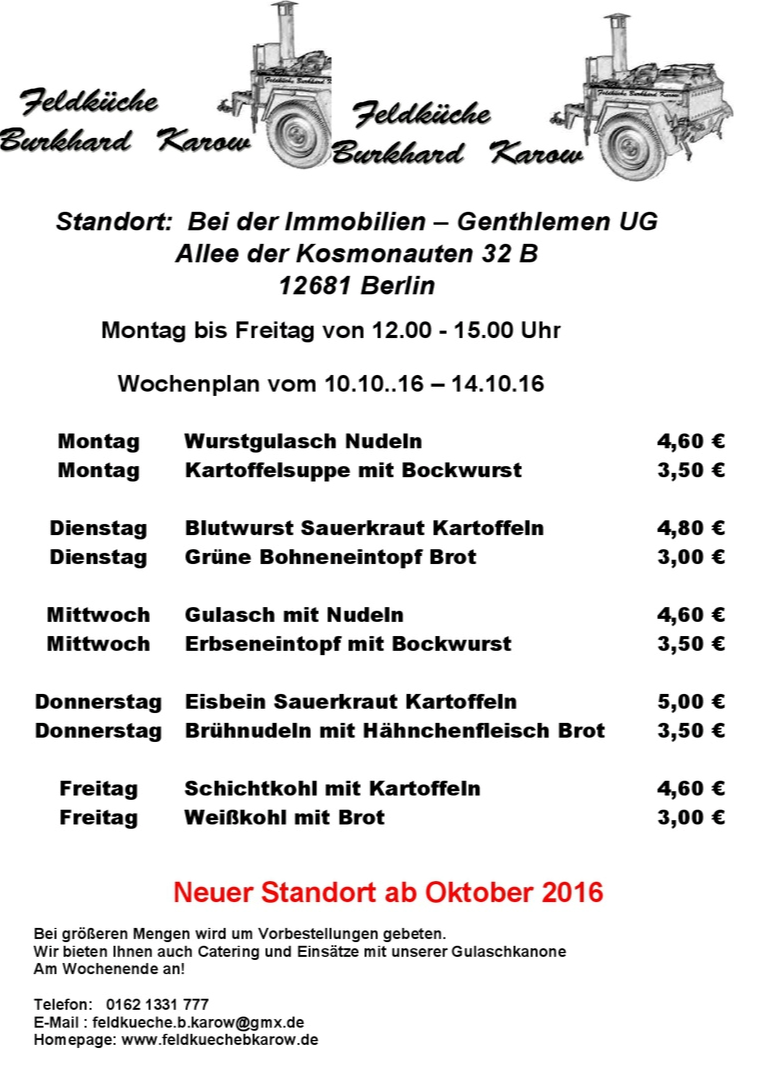 Feldküche
Burkhard Karow
Feldküche Burkhard Karow
Feldküche
Burkhard Karow
Feldküche Burkhard Karow
Standort: Bei der Immobilien – Genthlemen UG
Allee der Kosmonauten 32 B
12681 Berlin
Montag bis Freitag von 12.00 - 15.00 Uhr
Wochenplan vom 10.10..16 – 14.10.16
Montag Wurstgulasch Nudeln 4,60 €
Montag Kartoffelsuppe mit Bockwurst 3,50 €
Dienstag Blutwurst Sauerkraut Kartoffeln 4,80 €
Dienstag Grüne Bohneneintopf Brot 3,00 €
Mittwoch Gulasch mit Nudeln 4,60 €
Mittwoch Erbseneintopf mit Bockwurst 3,50 €
Donnerstag Eisbein Sauerkraut Kartoffeln 5,00 €
Donnerstag Brühnudeln mit Hähnchenfleisch Brot 3,50 €
Freitag Schichtkohl mit Kartoffeln 4,60 €
Freitag Weißkohl mit Brot 3,00 €
Neuer Standort ab Oktober 2016
Bei größeren Mengen wird um Vorbestellungen gebeten.
Wir bieten Ihnen auch Catering und Einsätze mit unserer Gulaschkanone
Am Wochenende an!
Telefon: 0162 1331 777
E-Mail : feldkueche.b.karow@gmx.de
Homepage: www.feldkuechebkarow.de